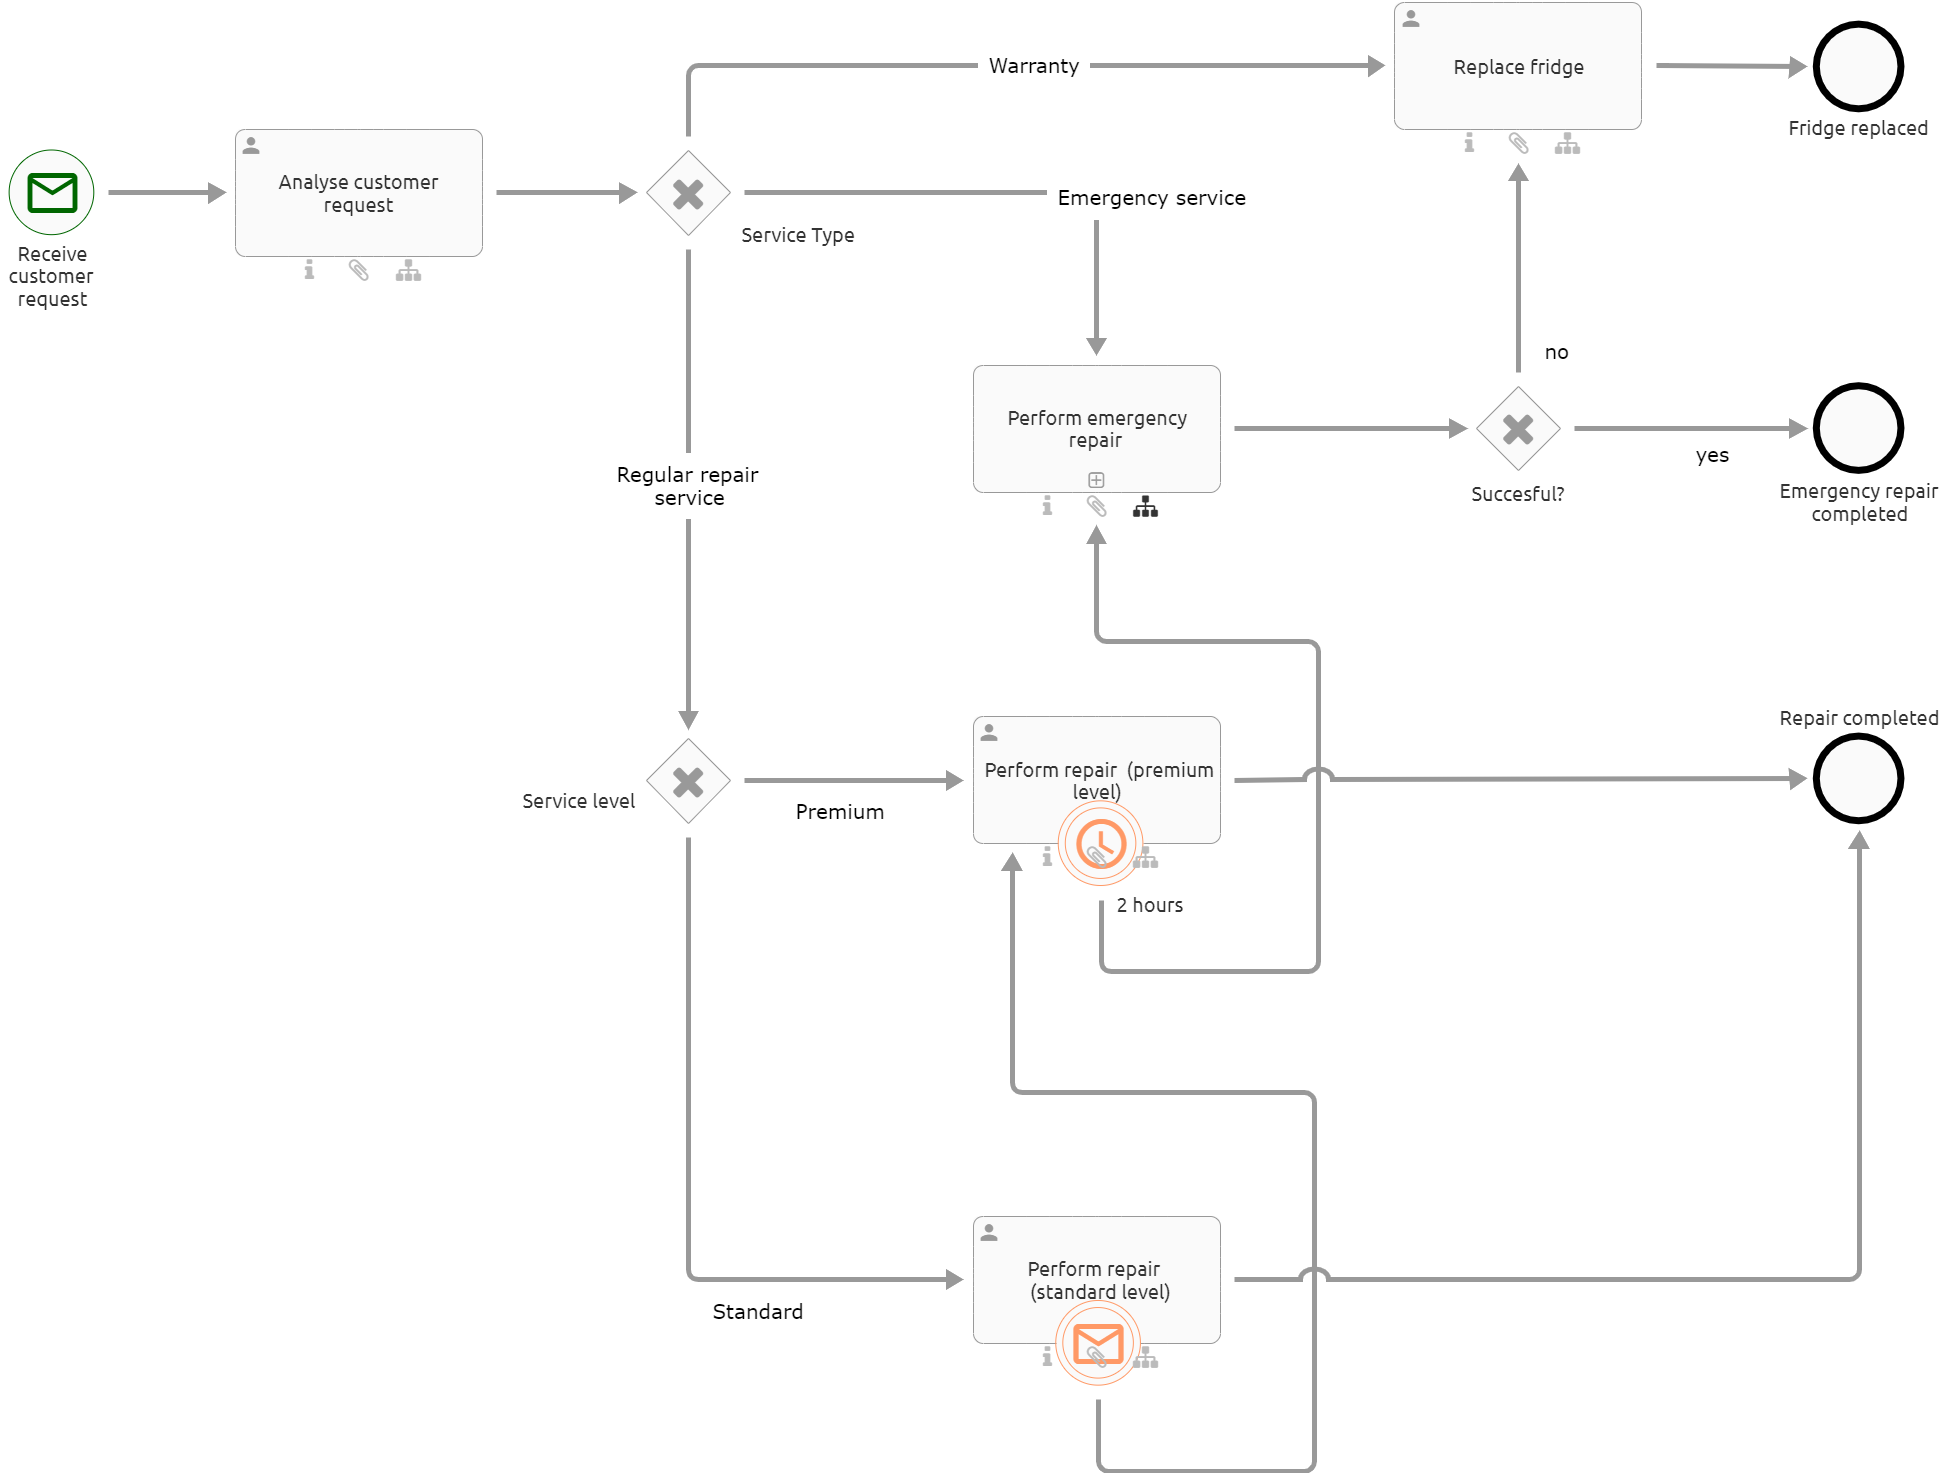 Warranty
Replace fridge
Fridge replaced
Analyse customer
request
Emergency service
Service Type
Receive
customer
request
no
Perform emergency
repair
yes
Succesful?
Emergency repair
completed
Regular repair
service
Repair completed
Perform repair (premium
level)
Service level
Premium
2 hours
Perform repair
(standard level)
Standard